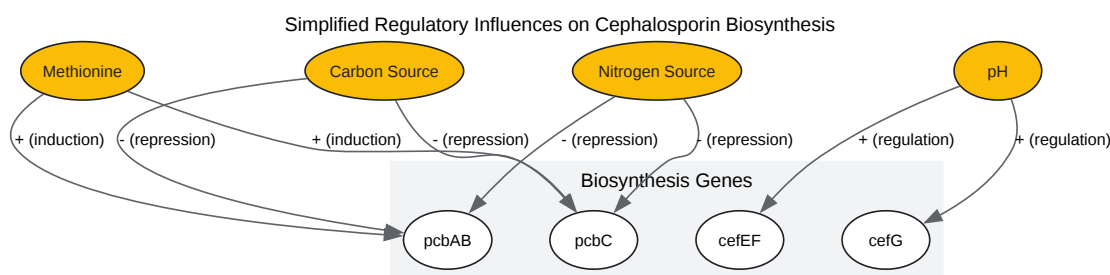 Simplified Regulatory Influences on Cephalosporin Biosynthesis
Methionine
Carbon Source
Nitrogen Source
pH
+ (induction)
- (repression)
+ (induction)
- (repression)
- (repression)
- (repression)
+ (regulation)
+ (regulation)
Biosynthesis Genes
pcbAB
pcbC
cefEF
cefG